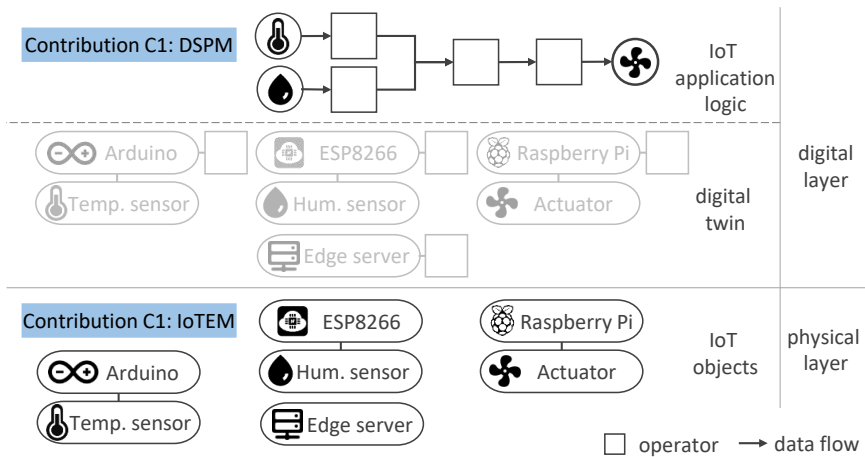 Contribution C1: DSPM
IoT
application
logic
Arduino
ESP8266
Raspberry Pi
Temp. sensor
Hum. sensor
Actuator
Edge server
digital
twin
digital
layer
Contribution C1: IoTEM
ESP8266
Raspberry Pi
Arduino
Hum. sensor
Actuator
Temp. sensor
Edge server
IoT
objects
physical
layer
operator
data flow